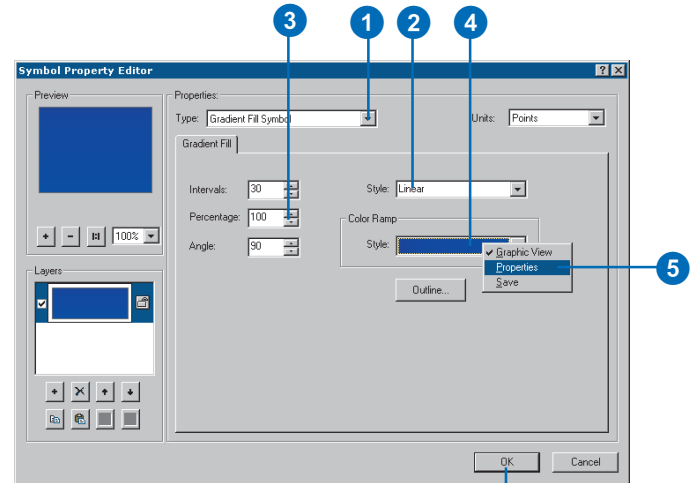 3 1 2 4
Symbol Property Editor
Preview
Properties:
Type: Gradient Fill Symbol
Units: Points
Gradient Fill
Intervals: 30
Style: Linear
Percentage: 100
Color Ramp
+ - 1:1 100%
Angle: 90
Style:
Graphic View
Properties 5
Save
Layers
Outline...
OK Cancel